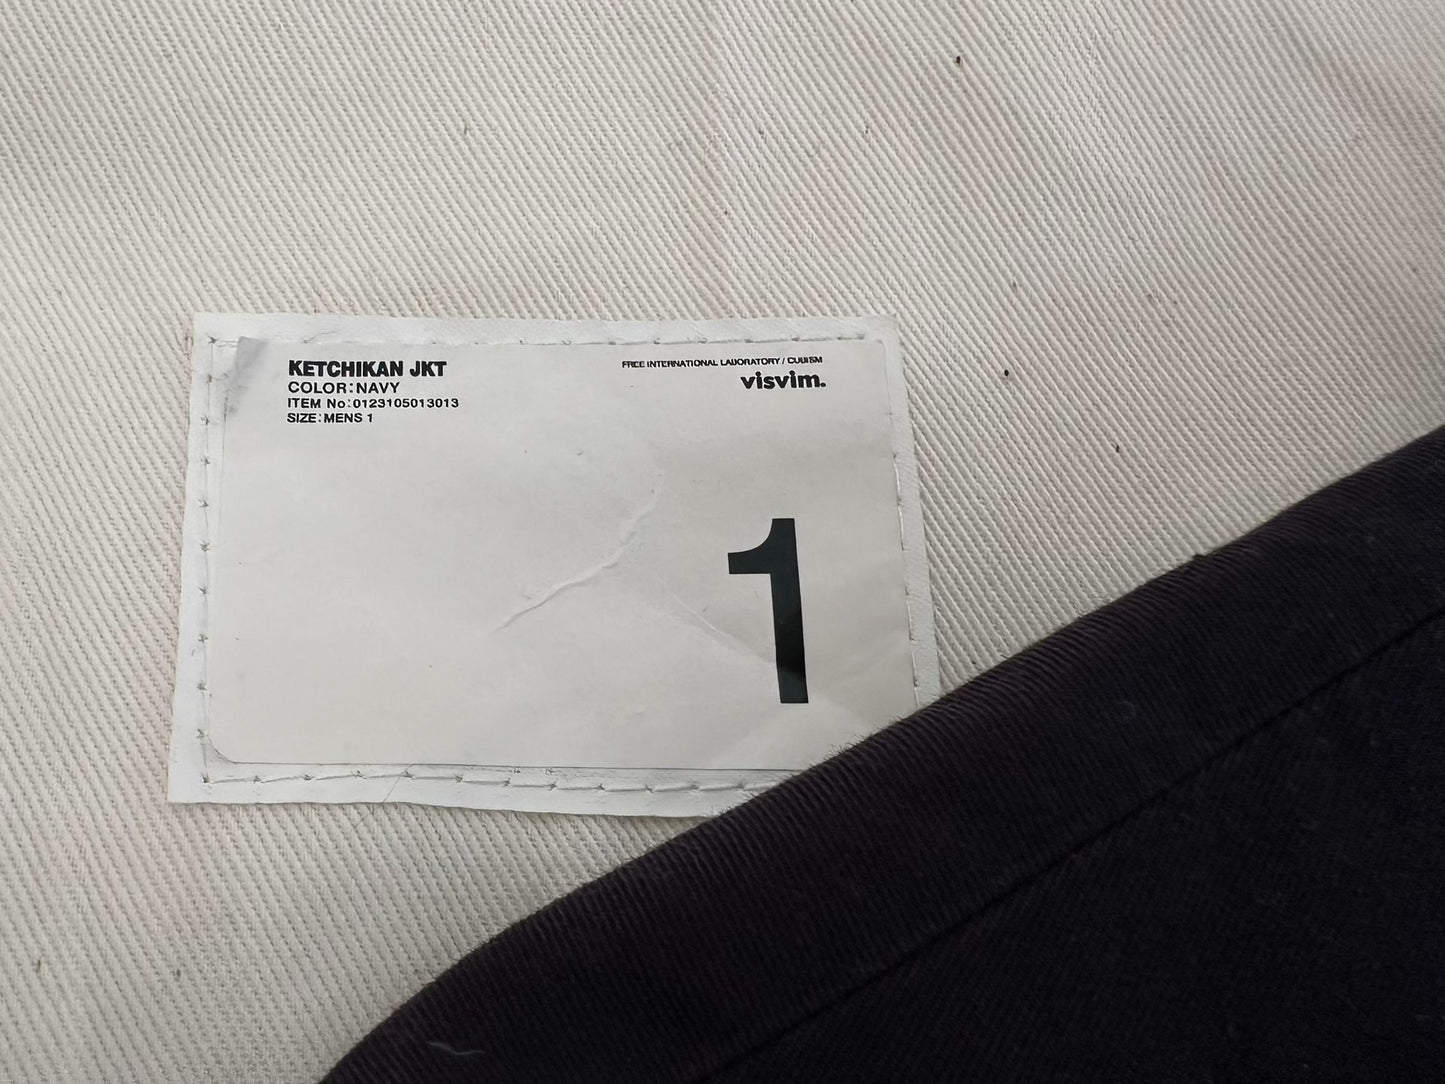 KETCHIKAN JKT
COLOR:NAVY
ITEM No:0123105013013
SIZE:MENS 1
FREE INTERNATIONAL LABORATORY / CUBISM
visvim.
1